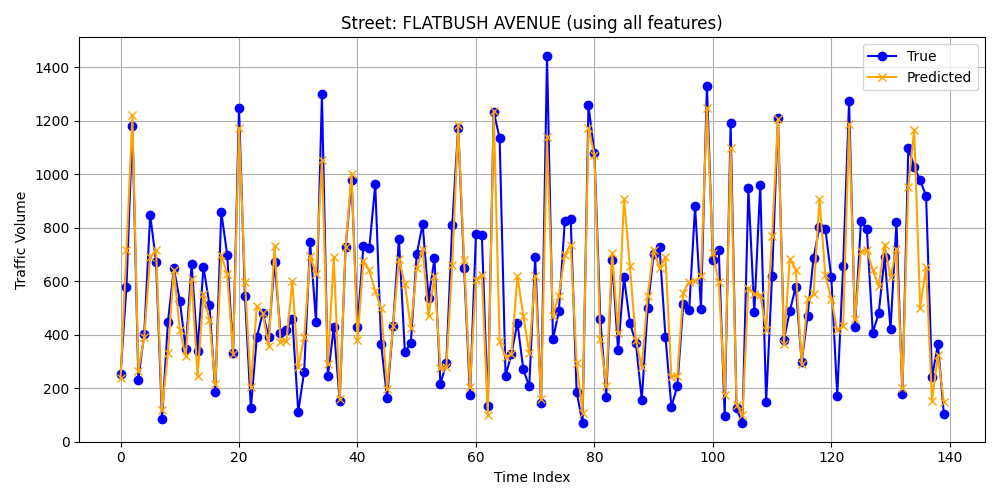 Street: FLATBUSH AVENUE (using all features)
True
Predicted
Traffic Volume
1400
1200
1000
800
600
400
200
0
0 20 40 60 80 100 120 140
Time Index